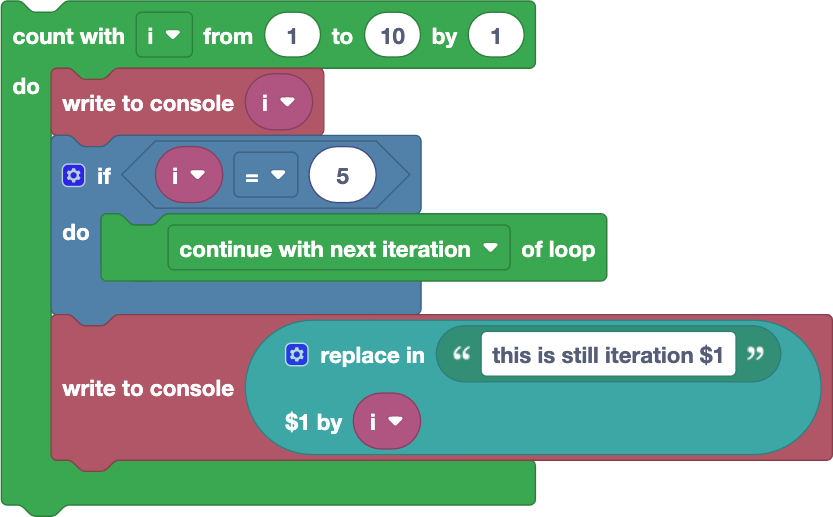 count with i from 1 to 10 by 1
do
write to console i
if i = 5
do
continue with next iteration of loop
write to console
replace in “ this is still iteration $1 ”
$1 by i